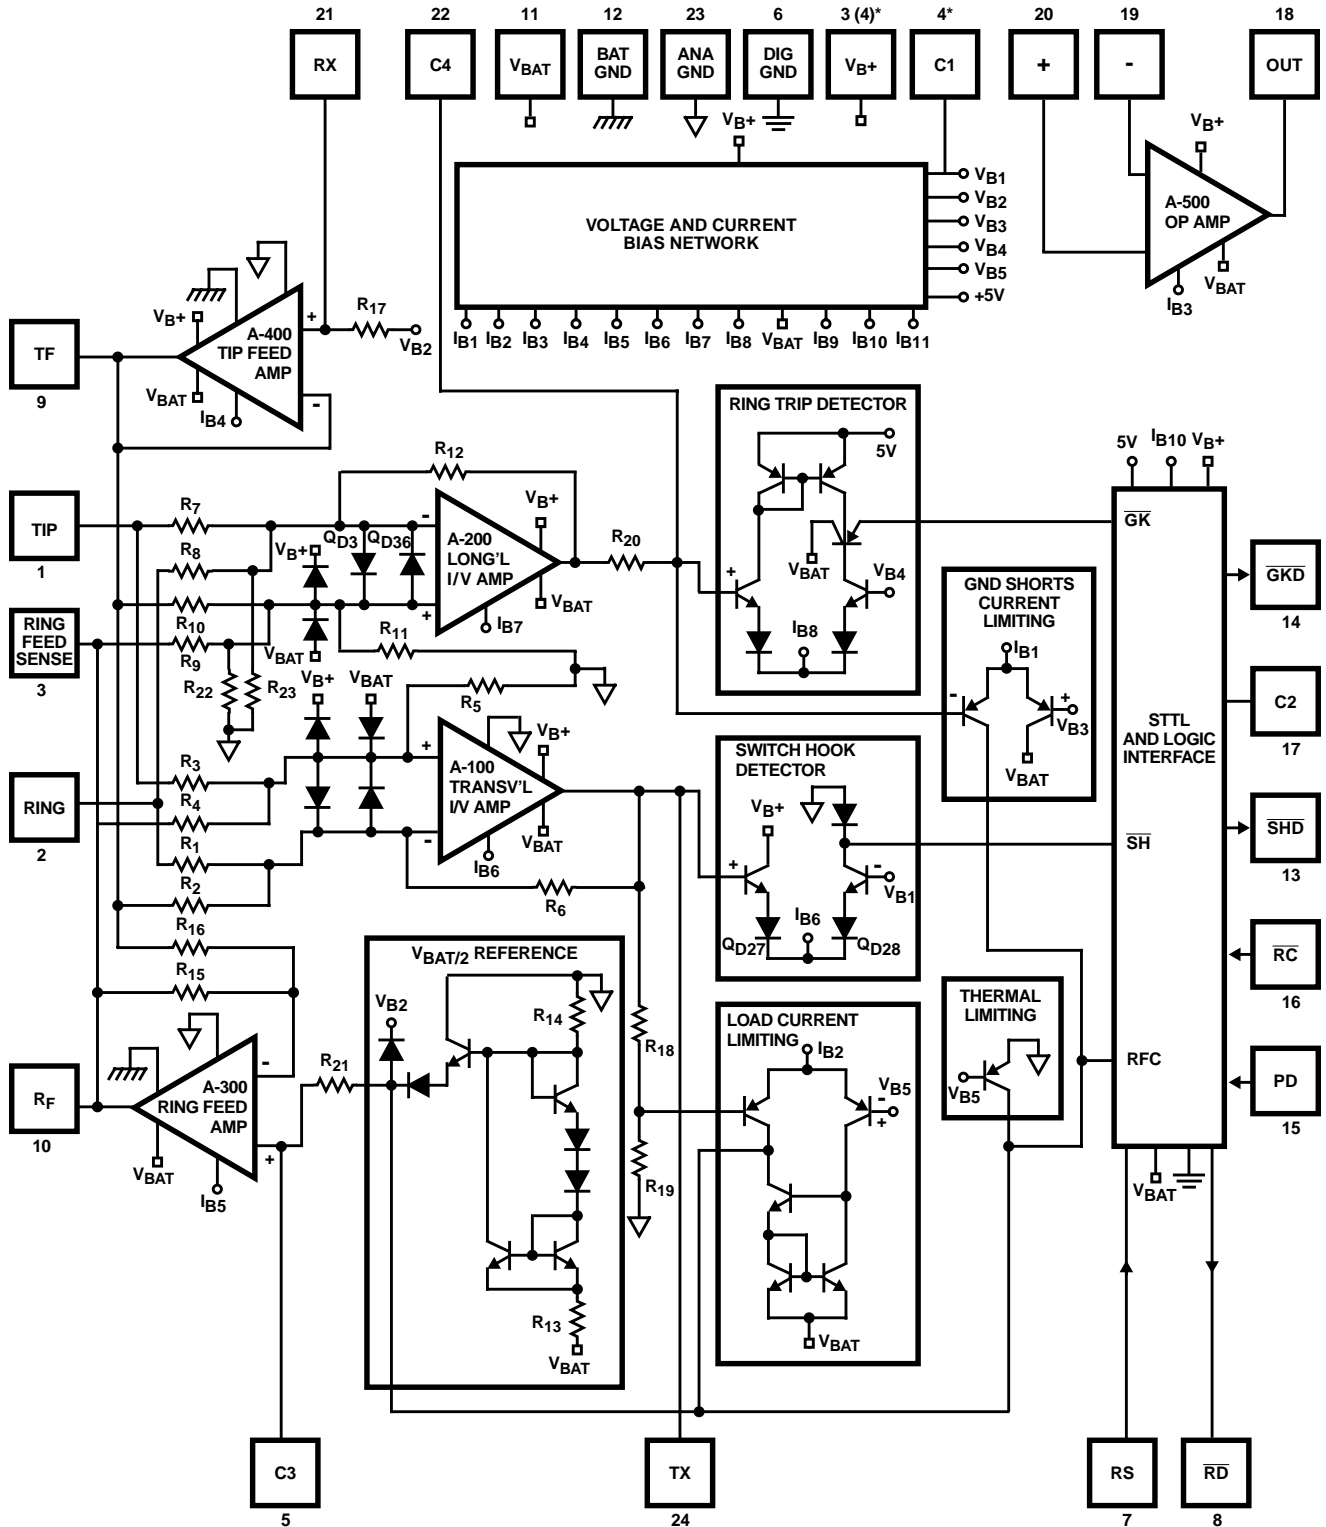 21 22 11 12 23 6 3 (4)* 4* 20 19 18
RX C4 VBAT BAT GND ANA GND DIG GND VB+ C1 + - OUT
VB+
VOLTAGE AND CURRENT
BIAS NETWORK
VB1
VB2
VB3
VB4
VB5
+5V
IB1 IB2 IB3 IB4 IB5 IB6 IB7 IB8 VBAT IB9 IB10 IB11
VB+
A-500
OP AMP
VBAT
IB3
TF
9
VB+
A-400
TIP FEED
AMP
+
-
R17
VB2
VBAT
IB4
TIP
1
RING
FEED
SENSE
3
RING
2
RF
10
R7
R8
R10
R9
R22 R23
R3
R4
R1
R2
R16
R15
R12
VB+
QD3 QD36
VBAT
R11
-
+
A-200
LONG'L
I/V AMP
VB+
VBAT
IB7
R20
VB+ VBAT
R5
+
-
A-100
TRANSV'L
I/V AMP
VB+
VBAT
IB6
R6
A-300
RING FEED
AMP
-
+
VBAT
IB5
R21
VBAT/2 REFERENCE
VB2
R14
R13
VBAT
R18
R19
RING TRIP DETECTOR
5V
VBAT
VB4
+
IB8
SWITCH HOOK
DETECTOR
VB+
+
-
VB1
IB6
QD27 QD28
LOAD CURRENT
LIMITING
IB2
VB5
-
+
VBAT
GND SHORTS
CURRENT
LIMITING
IB1
-
+
VB3
VBAT
THERMAL
LIMITING
VB5
5V IB10 VB+
GK
STTL
AND LOGIC
INTERFACE
SH
RFC
VBAT
GKD
14
C2
17
SHD
13
RC
16
PD
15
C3
5
TX
24
RS
7
RD
8